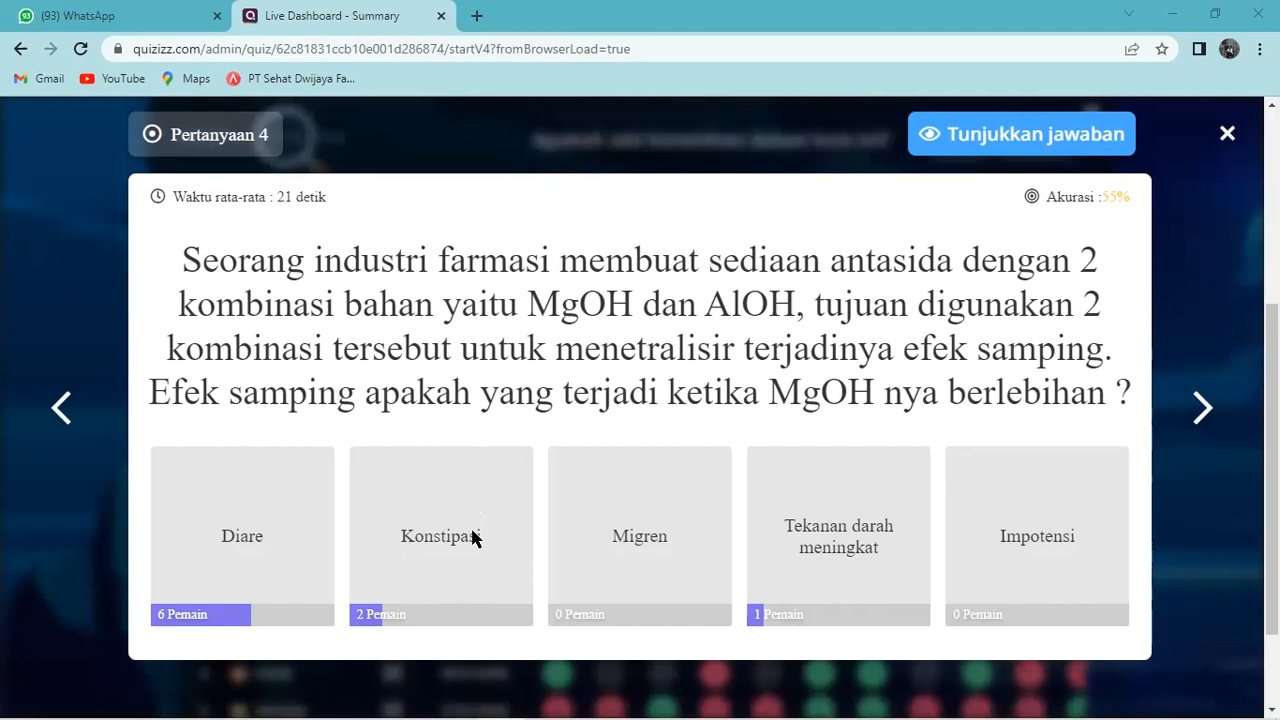 93
(93) WhatsApp
Live Dashboard - Summary
quizizz.com/admin/quiz/62c81831ccb10e001d286874/startV4?fromBrowserLoad=true
Gmail
YouTube
Maps
PT Sehat Dwijaya Fa...
Pertanyaan 4
Tunjukkan jawaban
Waktu rata-rata : 21 detik
Akurasi :55%
Seorang industri farmasi membuat sediaan antasida dengan 2
kombinasi bahan yaitu MgOH dan AlOH, tujuan digunakan 2
kombinasi tersebut untuk menetralisir terjadinya efek samping.
Efek samping apakah yang terjadi ketika MgOH nya berlebihan ?
Diare
Konstipasi
Migren
Tekanan darah
meningkat
Impotensi
6 Pemain
2 Pemain
0 Pemain
1 Pemain
0 Pemain